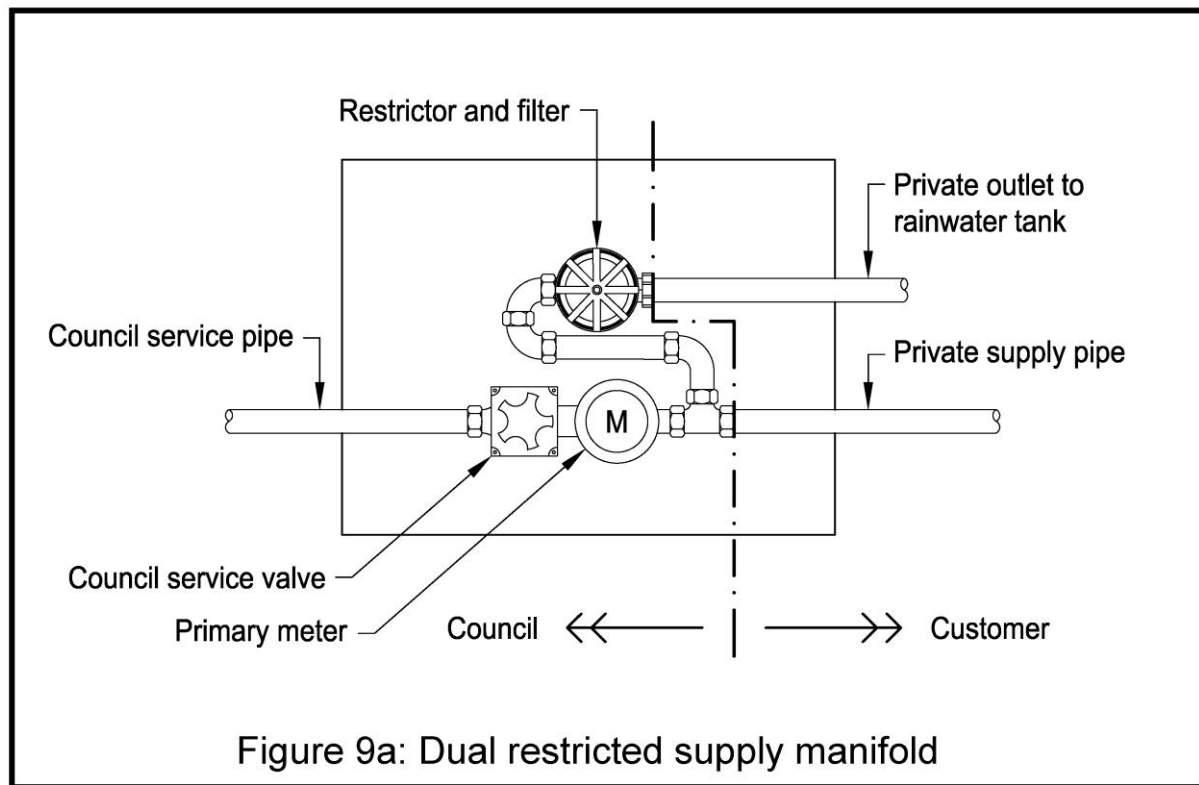 Restrictor and filter
Private outlet to
rainwater tank
Council service pipe
Private supply pipe
M
Council service valve
Primary meter
Council
Customer
Figure 9a: Dual restricted supply manifold